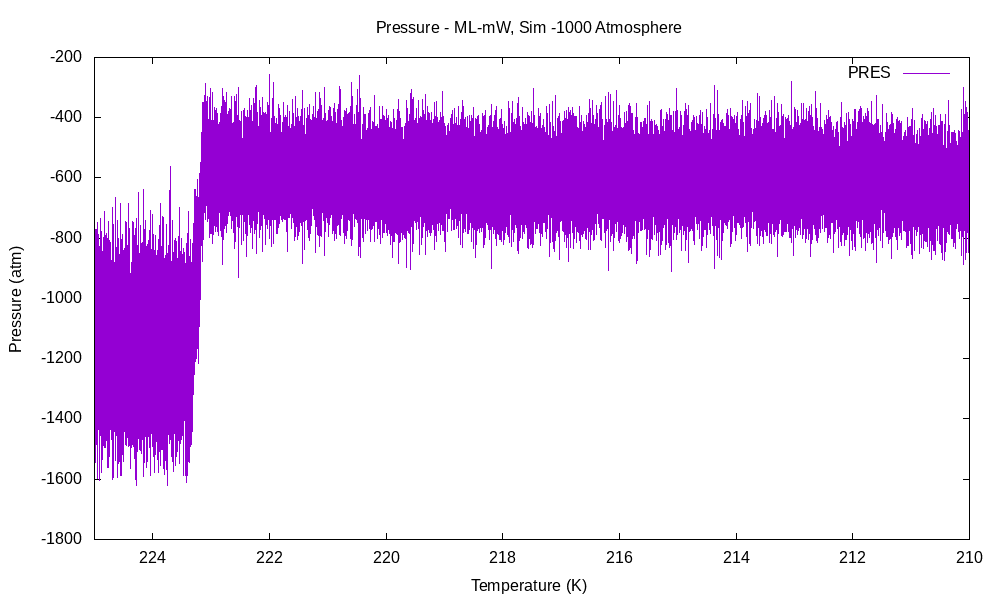 Pressure - ML-mW, Sim -1000 Atmosphere
PRES
-200
-400
-600
-800
-1000
-1200
-1400
-1600
-1800
Pressure (atm)
224 222 220 218 216 214 212 210
Temperature (K)